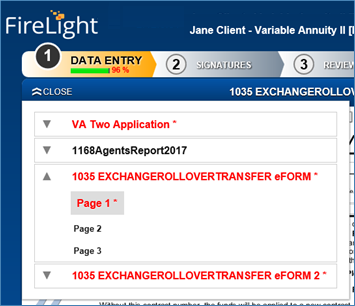 FireLight
Jane Client - Variable Annuity II [
1 DATA ENTRY 96 % 2 SIGNATURES 3 REVIEW
CLOSE 1035 EXCHANGEROLLOV
VA Two Application *
1168AgentsReport2017
1035 EXCHANGEROLLOVERTRANSFER eFORM *
Page 1 *
Page 2
Page 3
1035 EXCHANGEROLLOVERTRANSFER eFORM 2 *